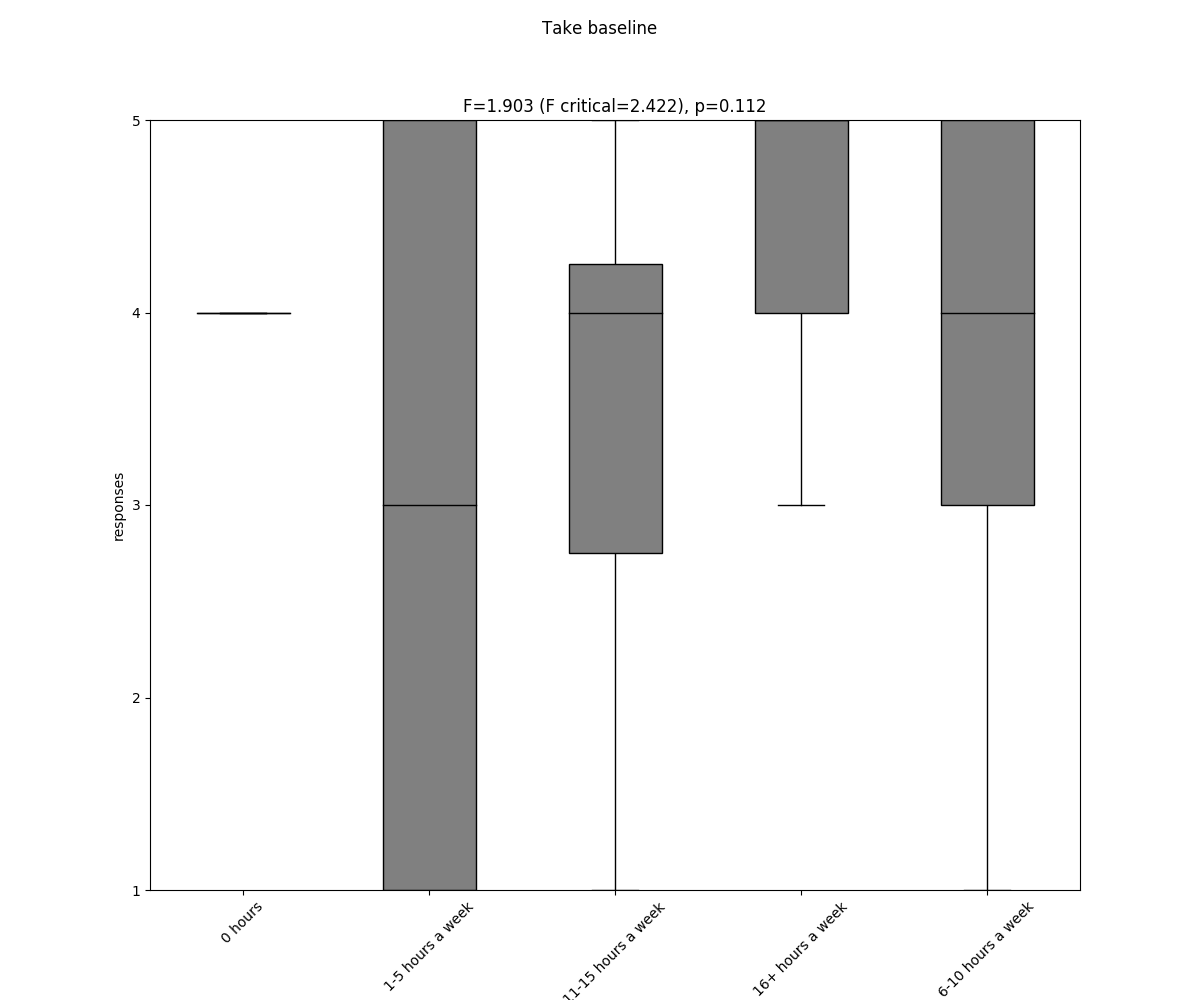 Take baseline
F=1.903 (F critical=2.422), p=0.112
5
4
3
2
1
responses
0 hours
1-5 hours a week
11-15 hours a week
16+ hours a week
6-10 hours a week